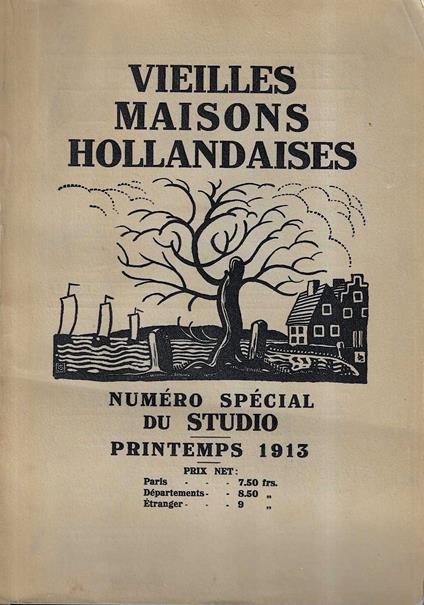 VIEILLES
MAISONS
HOLLANDAISES
NUMÉRO SPÉCIAL
DU STUDIO
PRINTEMPS 1913
PRIX NET:
Paris - - - 7.50 frs.
Départements - - 8.50 „
Étranger - - - 9 „